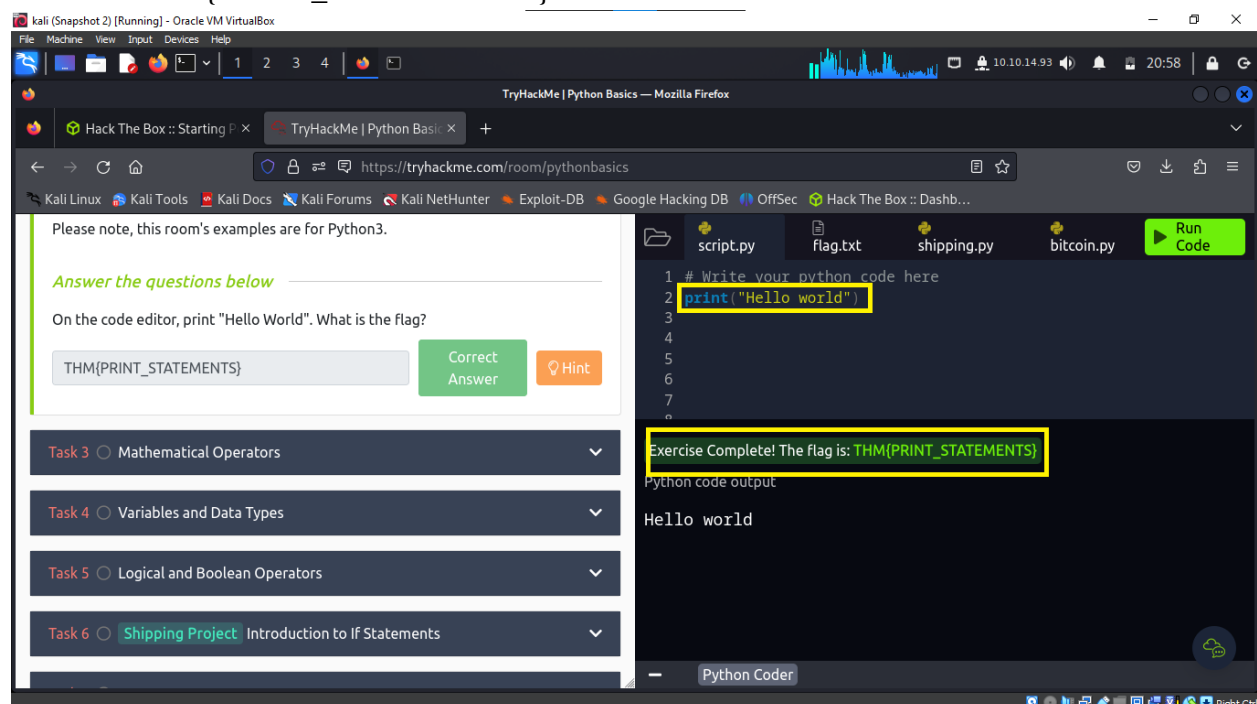 kali (Snapshot 2) [Running] - Oracle VM VirtualBox
File Machine View Input Devices Help
1 2 3 4
10.10.14.93
20:58
TryHackMe | Python Basics — Mozilla Firefox
Hack The Box :: Starting P
TryHackMe | Python Basic
https://tryhackme.com/room/pythonbasics
Kali Linux Kali Tools Kali Docs Kali Forums Kali NetHunter Exploit-DB Google Hacking DB OffSec Hack The Box :: Dashb...
Please note, this room's examples are for Python3.
Answer the questions below
On the code editor, print "Hello World". What is the flag?
THM{PRINT_STATEMENTS}
Correct
Answer
Hint
Task 3 Mathematical Operators
Task 4 Variables and Data Types
Task 5 Logical and Boolean Operators
Task 6 Shipping Project Introduction to If Statements
script.py flag.txt shipping.py bitcoin.py
Run
Code
1 # Write your python code here
2 print("Hello world")
3
4
5
6
7
Exercise Complete! The flag is: THM{PRINT_STATEMENTS}
Python code output
Hello world
Python Coder
Right Ctrl